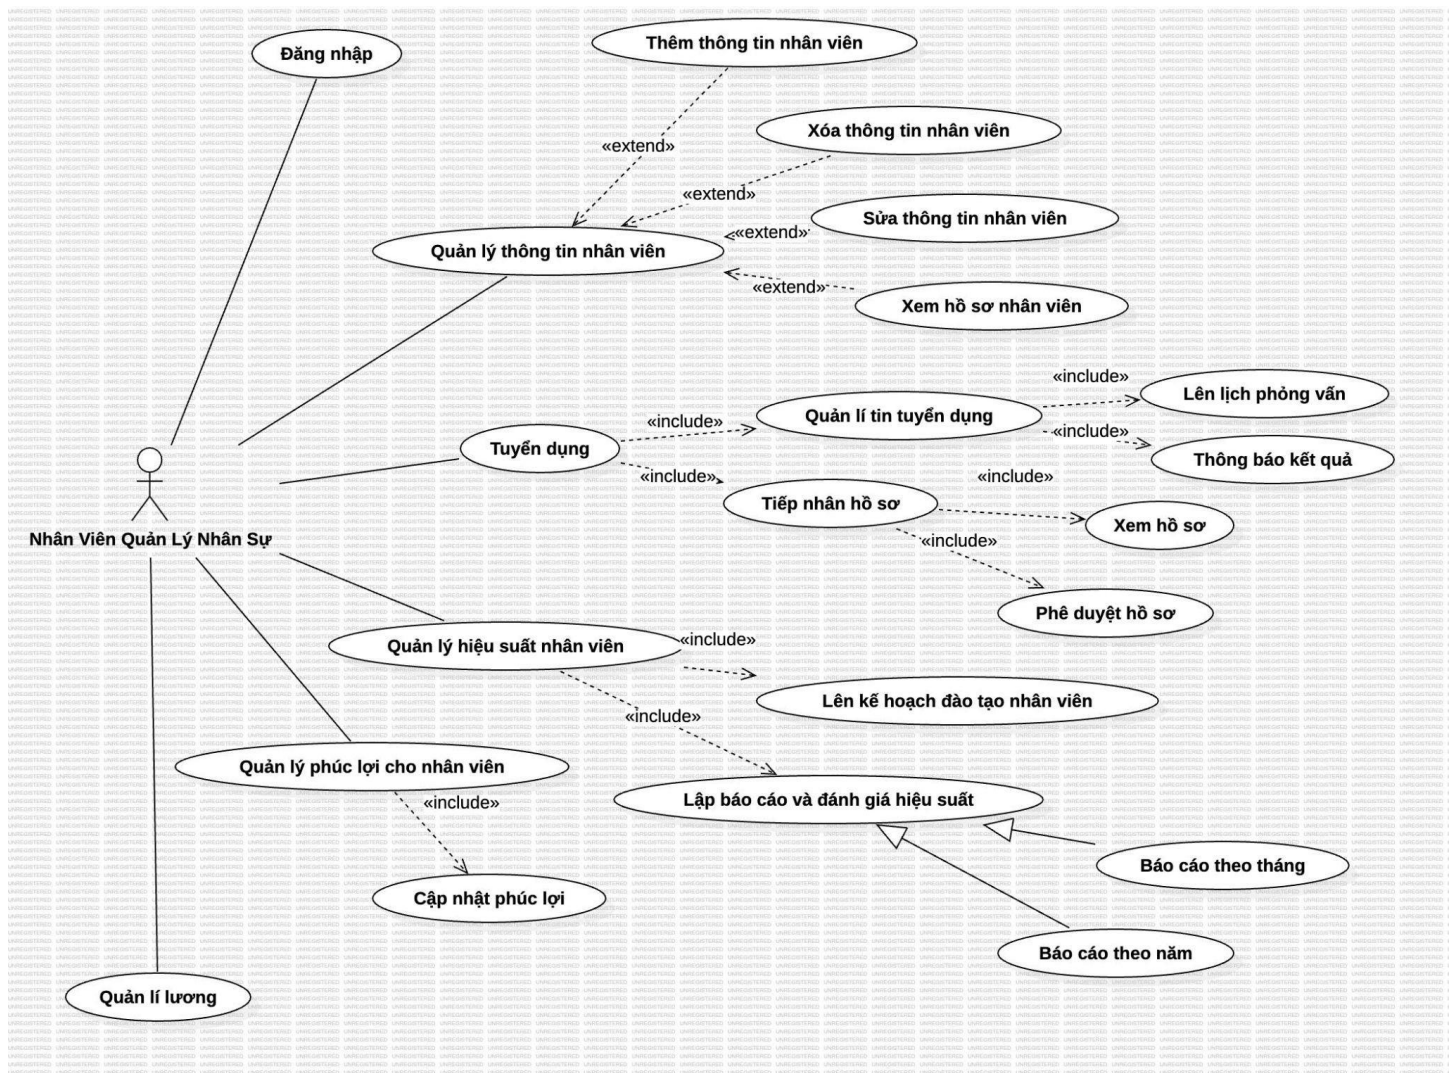 Đăng nhập
Thêm thông tin nhân viên
Xóa thông tin nhân viên
«extend»
«extend»
Sửa thông tin nhân viên
«extend»
Quản lý thông tin nhân viên
«extend»
Xem hồ sơ nhân viên
«include»
Lên lịch phỏng vấn
Quản lí tin tuyển dụng
«include»
«include»
Tuyển dụng
Thông báo kết quả
«include»
«include»
Tiếp nhân hồ sơ
Xem hồ sơ
«include»
Nhân Viên Quản Lý Nhân Sự
Phê duyệt hồ sơ
Quản lý hiệu suất nhân viên
«include»
Lên kế hoạch đào tạo nhân viên
«include»
Quản lý phúc lợi cho nhân viên
«include»
Lập báo cáo và đánh giá hiệu suất
Báo cáo theo tháng
Cập nhật phúc lợi
Báo cáo theo năm
Quản lí lương